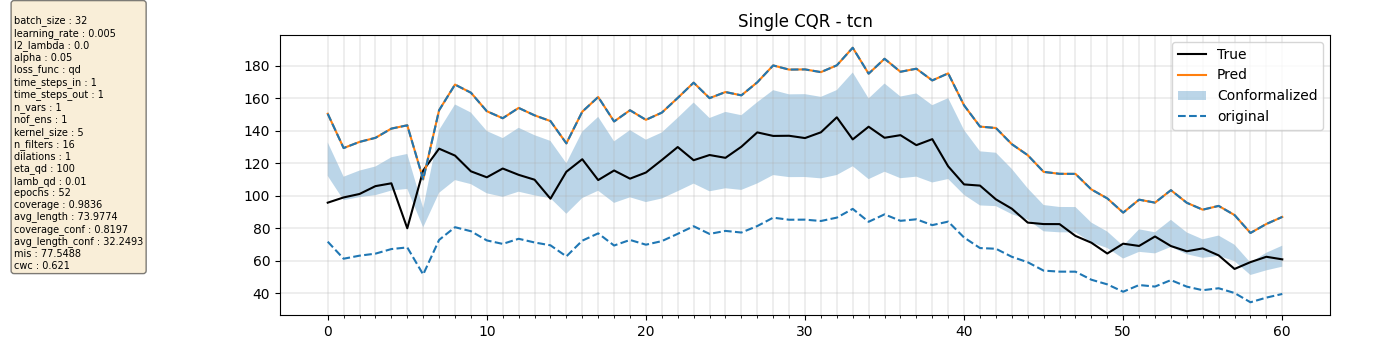 batch_size : 32
learning_rate : 0.005
l2_lambda : 0.0
alpha : 0.05
loss_func : qd
time_steps_in : 1
time_steps_out : 1
n_vars : 1
nof_ens : 1
kernel_size : 5
n_filters : 16
dilations : 1
eta_qd : 100
lamb_qd : 0.01
epochs : 52
coverage : 0.9836
avg_length : 73.9774
coverage_conf : 0.8197
avg_length_conf : 32.2493
mis : 77.5488
cwc : 0.621
Single CQR - tcn
180
160
140
120
100
80
60
40
0 10 20 30 40 50 60
True
Pred
Conformalized
original